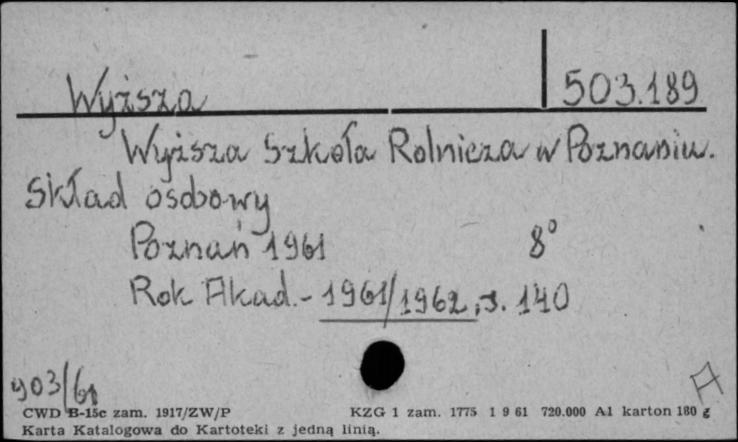 Wyższa 503.189
Wyższa Szkoła Rolnicza w Poznaniu.
Skład osobowy
Poznań 1961 8°
Rok Akad.- 1961/1962, s. 140
903/61
A
CWD B-15c zam. 1917/ZW/P KZG 1 zam. 1775 1 9 61 720.000 A1 karton 180 g
Karta Katalogowa do Kartoteki z jedną linią.